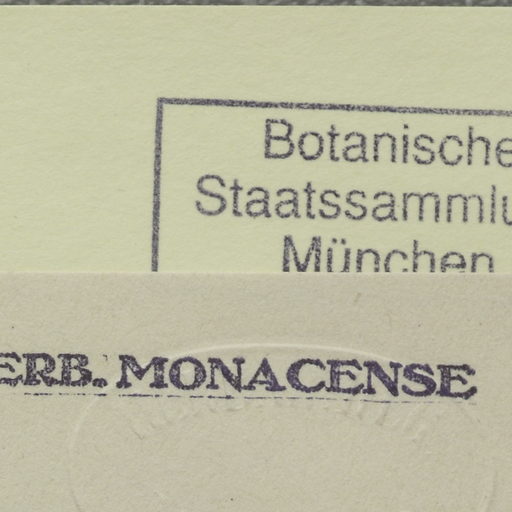 Botanische
Staatssammlu
München
ERB. MONACENSE